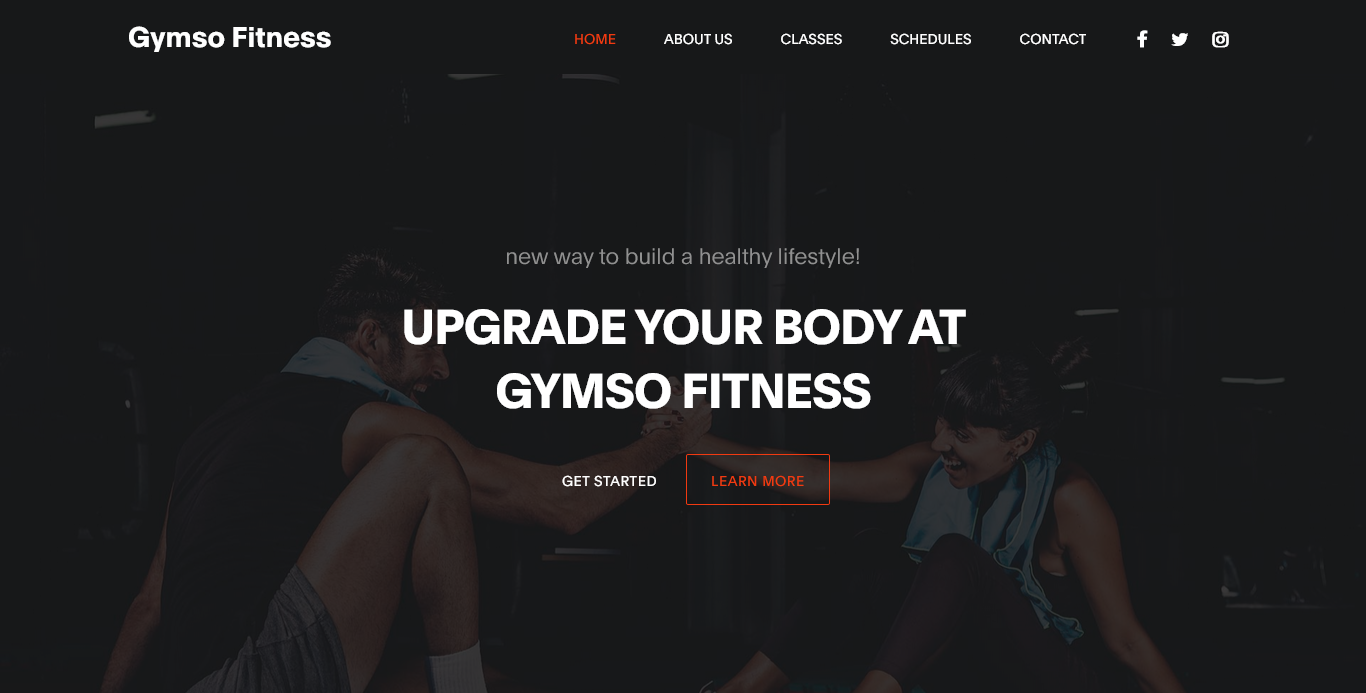 Gymso Fitness
HOME ABOUT US CLASSES SCHEDULES CONTACT
new way to build a healthy lifestyle!
UPGRADE YOUR BODY AT
GYMSO FITNESS
GET STARTED LEARN MORE